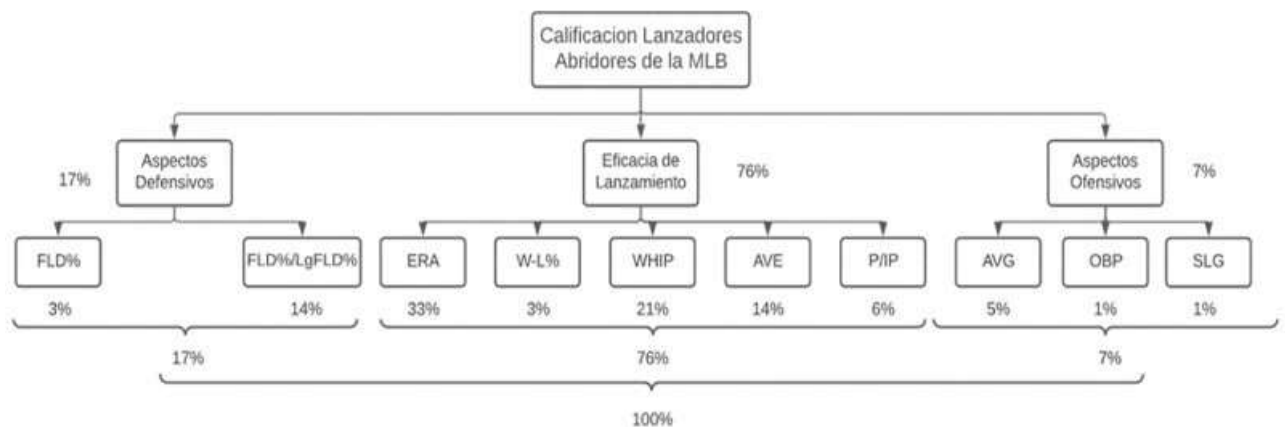 Calificacion Lanzadores
Abridores de la MLB
17%
Aspectos
Defensivos
Eficacia de
Lanzamiento
76%
Aspectos
Ofensivos
7%
FLD%
FLD%/LgFLD%
ERA
W-L%
WHIP
AVE
P/IP
AVG
OBP
SLG
3%
14%
33%
3%
21%
14%
6%
5%
1%
1%
17%
76%
7%
100%